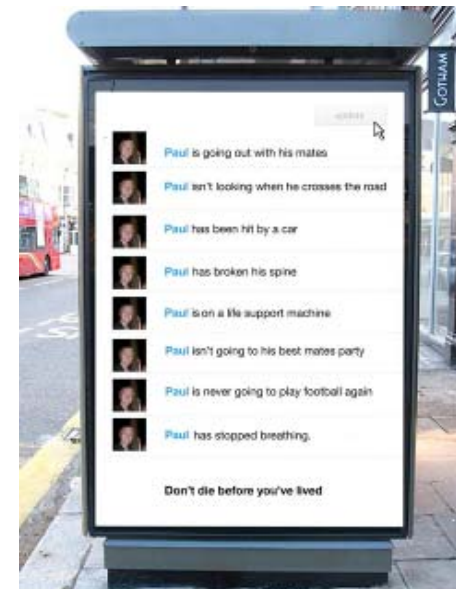 GOTHAM
Paul is going out with his mates
Paul isn't looking when he crosses the road
Paul has been hit by a car
Paul has broken his spine
Paul is on a life support machine
Paul isn't going to his best mates party
Paul is never going to play football again
Paul has stopped breathing.
Don't die before you've lived